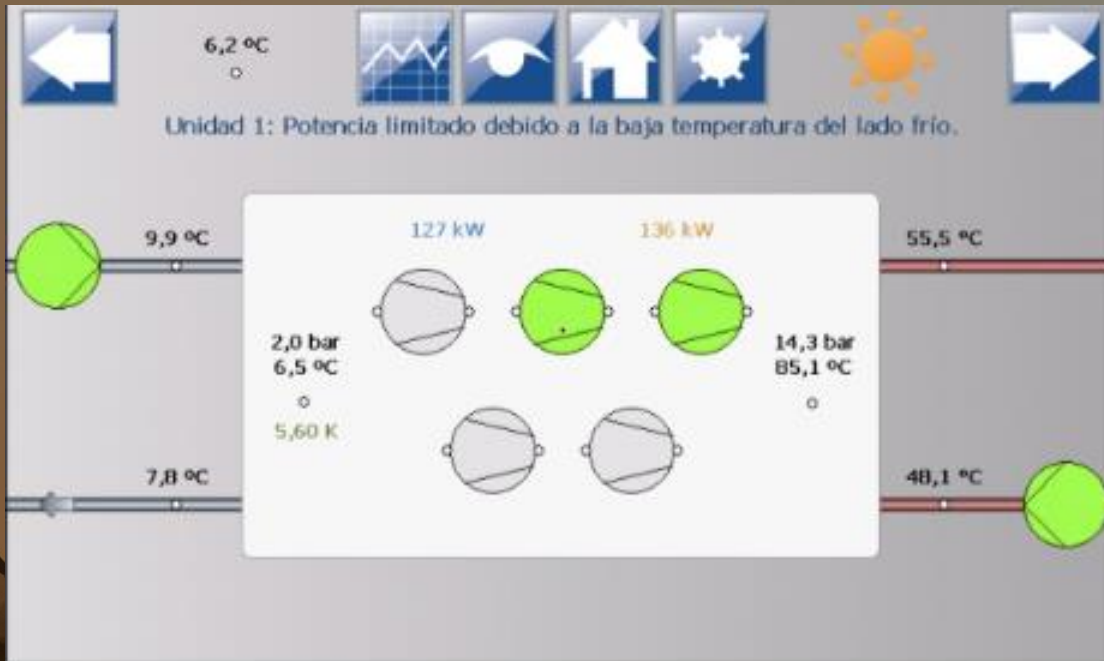 6,2 ºC
Unidad 1: Potencia limitado debido a la baja temperatura del lado frío.
127 kW
136 kW
9,9 ºC
55,5 ºC
2,0 bar
6,5 ºC
14,3 bar
85,1 ºC
5,60 K
7,8 ºC
48,1 ºC